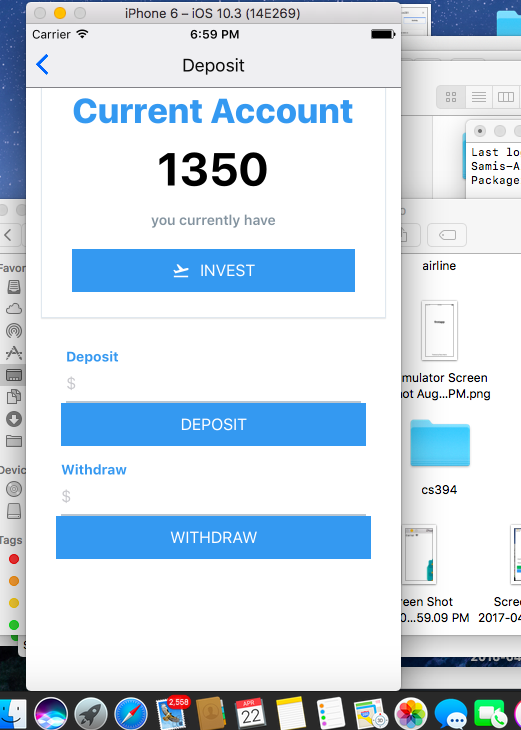 iPhone 6 – iOS 10.3 (14E269)
Carrier
6:59 PM
Deposit
Current Account
1350
you currently have
INVEST
Deposit
$
DEPOSIT
Withdraw
$
WITHDRAW
Last lo
Samis-A
Package
airline
mulator Screen
hot Aug...PM.png
cs394
reen Shot
0...59.09 PM
Scree
2017-04
Favor
Devic
Tags
2,558
APR
22